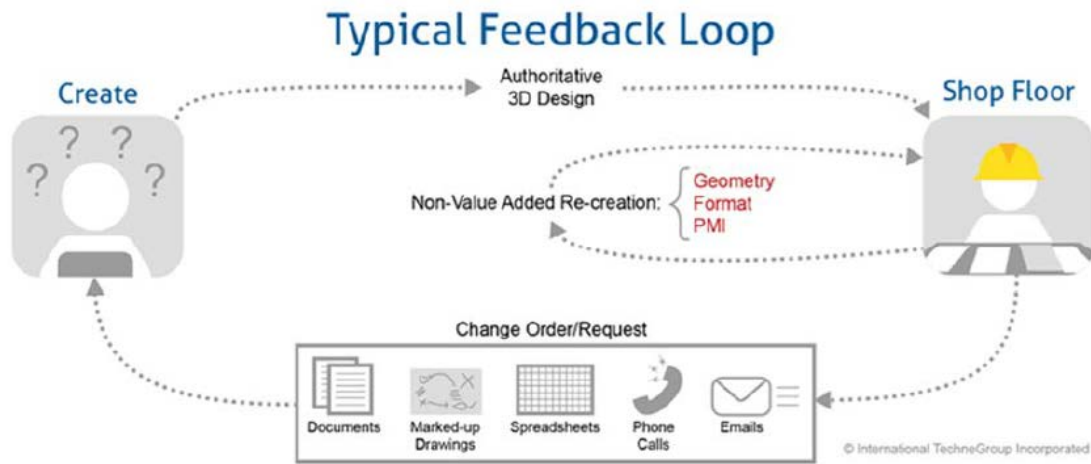 Typical Feedback Loop
Create
Authoritative
3D Design
Shop Floor
? ? ? ?
Non-Value Added Re-creation:
Geometry
Format
PMI
Change Order/Request
Documents
Marked-up
Drawings
Spreadsheets
Phone
Calls
Emails
© International TechneGroup Incorporated